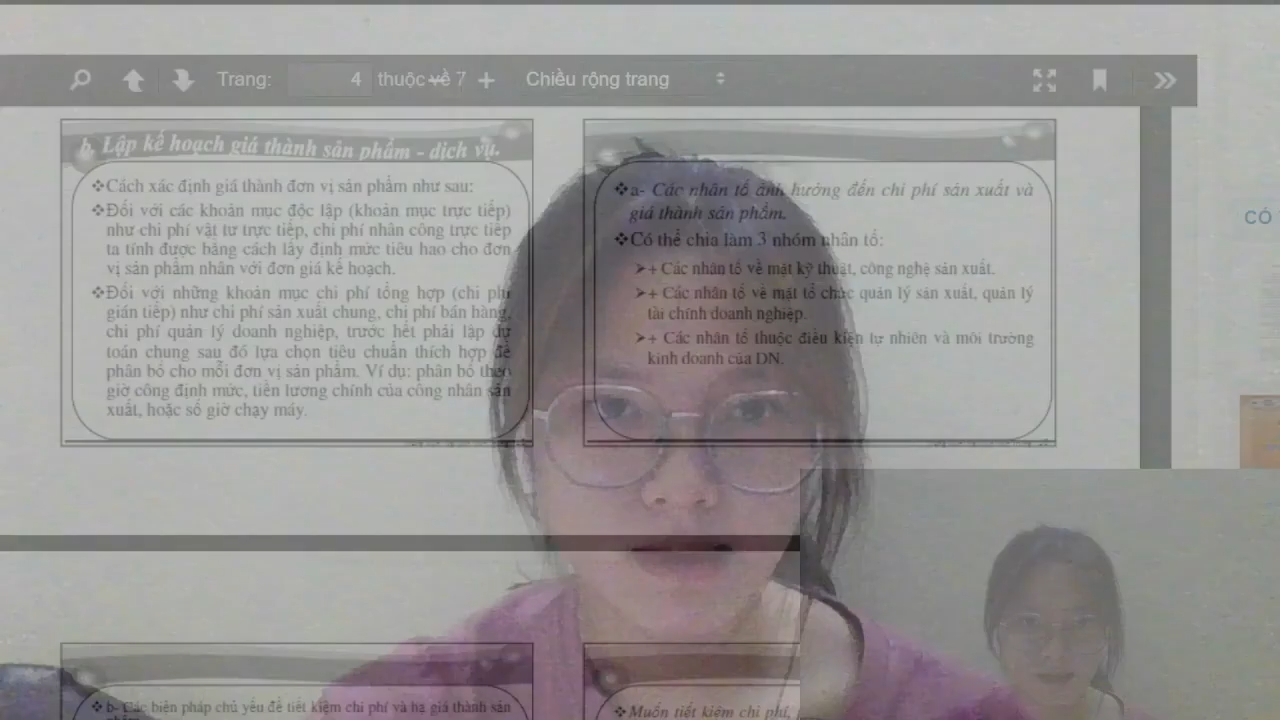 Trang: 4 thuộc về 7 Chiều rộng trang
b. Lập kế hoạch giá thành sản phẩm - dịch vụ.
❖Cách xác định giá thành đơn vị sản phẩm như sau:
❖Đối với các khoản mục độc lập (khoản mục trực tiếp)
như chi phí vật tư trực tiếp, chi phí nhân công trực tiếp
ta tính được bằng cách lấy định mức tiêu hao cho đơn
vị sản phẩm nhân với đơn giá kế hoạch.
❖Đối với những khoản mục chi phí tổng hợp (chi phí
gián tiếp) như chi phí sản xuất chung, chi phí bán hàng,
chi phí quản lý doanh nghiệp, trước hết phải lập dự
toán chung sau đó lựa chọn tiêu chuẩn thích hợp để
phân bổ cho mỗi đơn vị sản phẩm. Ví dụ: phân bổ theo
giờ công định mức, tiền lương chính của công nhân sản
xuất, hoặc số giờ chạy máy.
❖a- Các nhân tố ảnh hưởng đến chi phí sản xuất và
giá thành sản phẩm.
❖Có thể chia làm 3 nhóm nhân tố:
➢+ Các nhân tố về mặt kỹ thuật, công nghệ sản xuất.
➢+ Các nhân tố về mặt tổ chức quản lý sản xuất, quản lý
tài chính doanh nghiệp.
➢+ Các nhân tố thuộc điều kiện tự nhiên và môi trường
kinh doanh của DN.
CÓ
❖b- Các biện pháp chủ yếu để tiết kiệm chi phí và hạ giá thành sản
❖Muốn tiết kiệm chi phí,